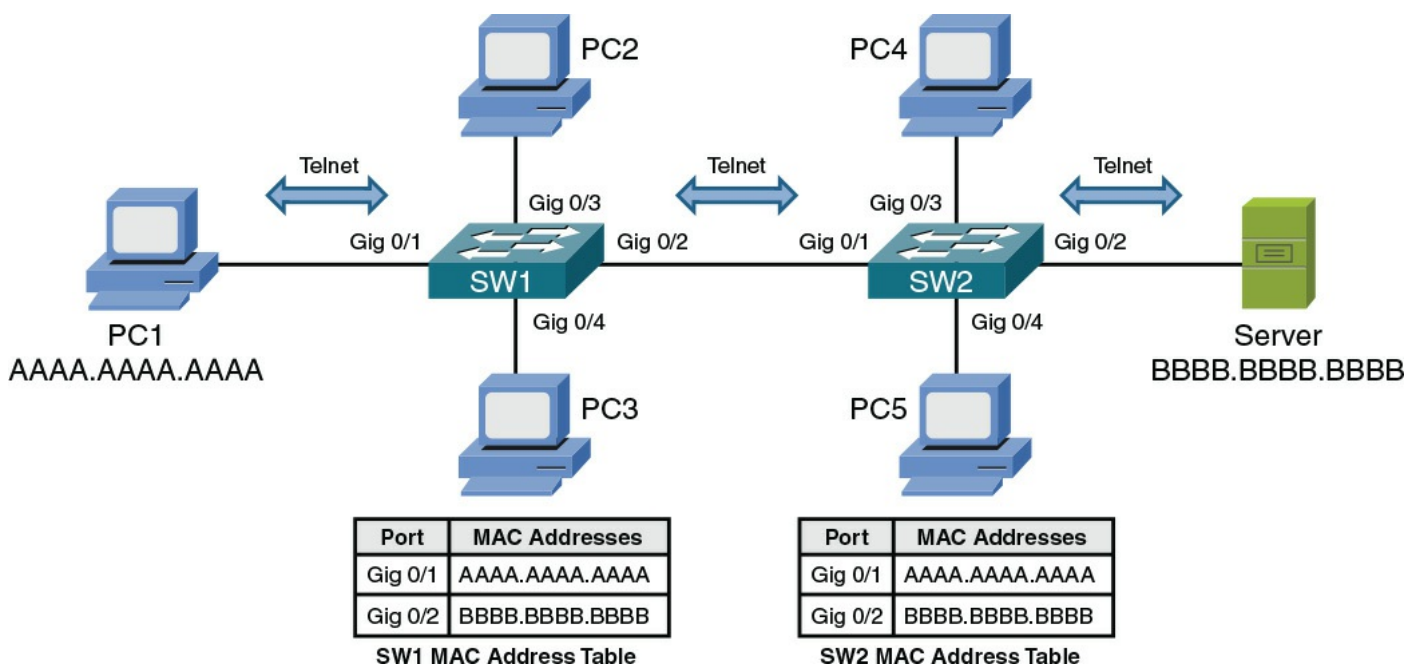 PC2
PC4
Telnet
Telnet
Telnet
Gig 0/3
Gig 0/3
Gig 0/1
Gig 0/2
Gig 0/1
Gig 0/2
SW1
SW2
Gig 0/4
Gig 0/4
PC1
AAAA.AAAA.AAAA
Server
BBBB.BBBB.BBBB
PC3
PC5
Port MAC Addresses
Gig 0/1 AAAA.AAAA.AAAA
Gig 0/2 BBBB.BBBB.BBBB
SW1 MAC Address Table
Port MAC Addresses
Gig 0/1 AAAA.AAAA.AAAA
Gig 0/2 BBBB.BBBB.BBBB
SW2 MAC Address Table